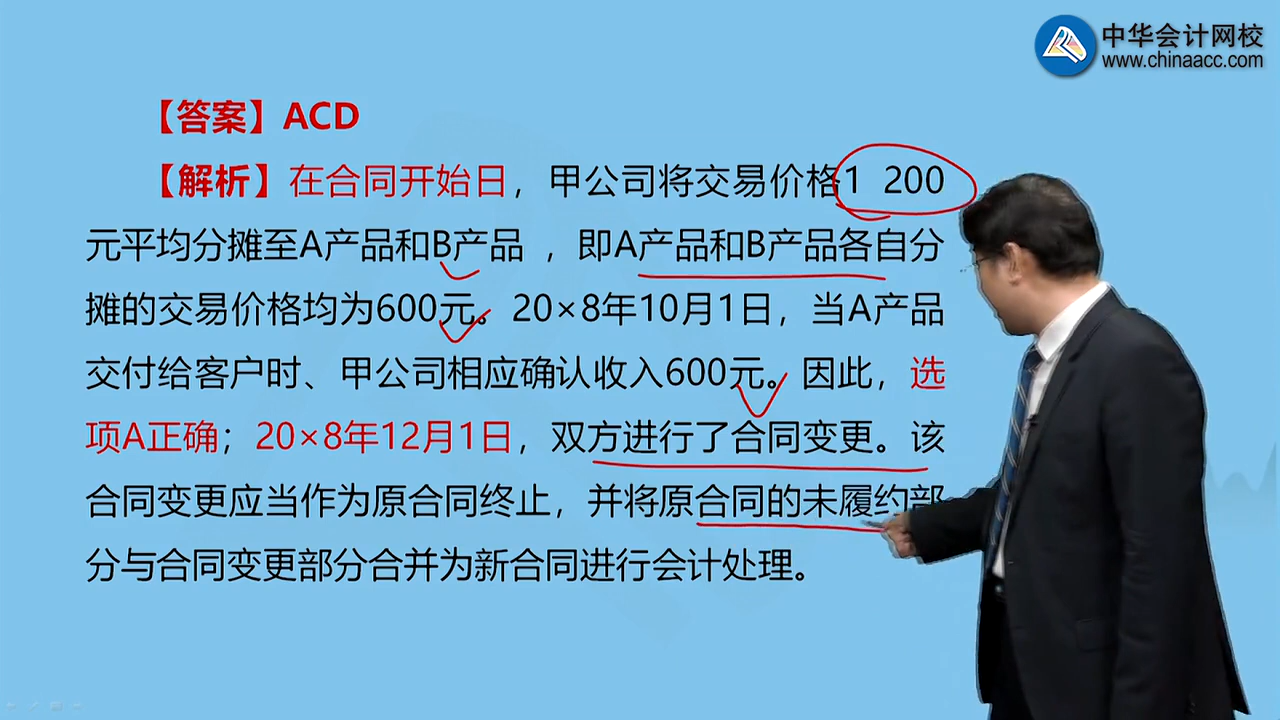 中华会计网校
www.chinaacc.com
【答案】ACD
【解析】在合同开始日，甲公司将交易价格1 200
元平均分摊至A产品和B产品 ，即A产品和B产品各自分
摊的交易价格均为600元。20×8年10月1日，当A产品
交付给客户时、甲公司相应确认收入600元。因此，选
项A正确；20×8年12月1日，双方进行了合同变更。该
合同变更应当作为原合同终止，并将原合同的未履约部
分与合同变更部分合并为新合同进行会计处理。